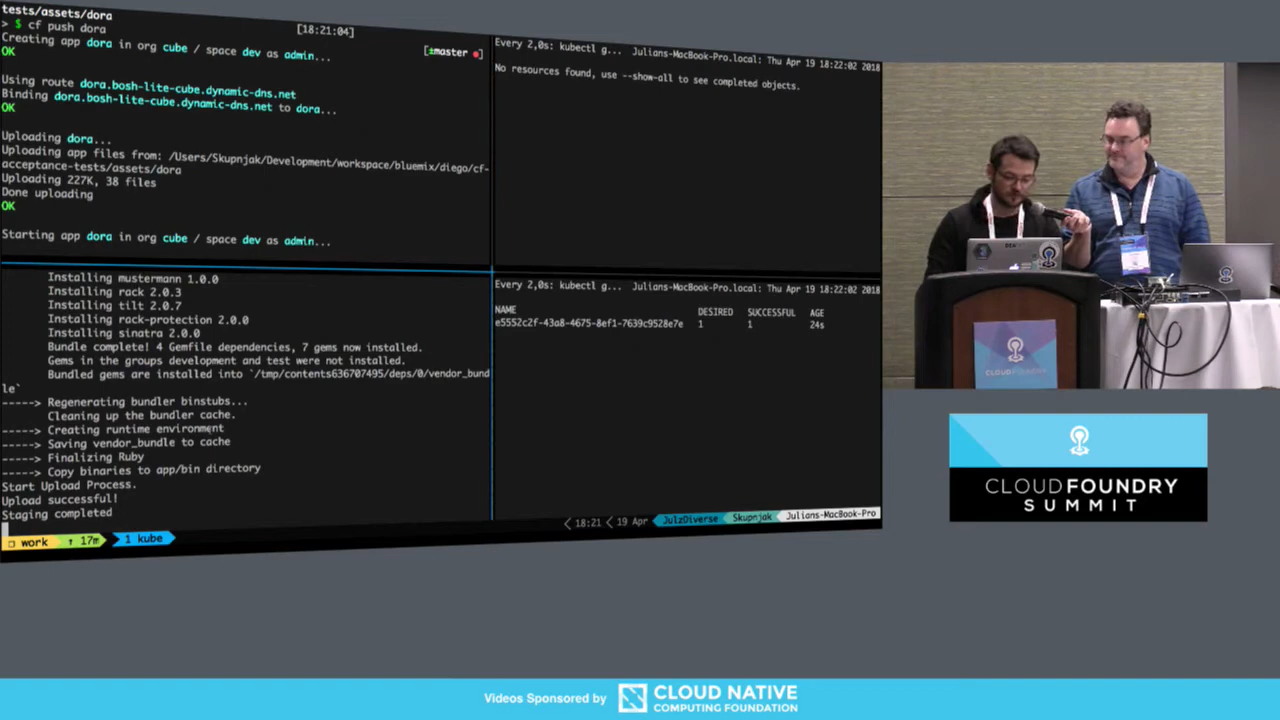 tests/assets/dora
> $ cf push dora [18:21:04]
Creating app dora in org cube / space dev as admin... [±master ●]
OK
Using route dora.bosh-lite-cube.dynamic-dns.net
Binding dora.bosh-lite-cube.dynamic-dns.net to dora...
OK
Uploading dora...
Uploading app files from: /Users/Skupnjak/Development/workspace/bluemix/diego/cf-
acceptance-tests/assets/dora
Uploading 227K, 38 files
Done uploading
OK
Starting app dora in org cube / space dev as admin...
Every 2,0s: kubectl g... Julians-MacBook-Pro.local: Thu Apr 19 18:22:02 2018
No resources found, use --show-all to see completed objects.
Installing mustermann 1.0.0
Installing rack 2.0.3
Installing tilt 2.0.7
Installing rack-protection 2.0.0
Installing sinatra 2.0.0
Bundle complete! 4 Gemfile dependencies, 7 gems now installed.
Gems in the groups development and test were not installed.
Bundled gems are installed into `/tmp/contents636707495/deps/0/vendor_bund
le`
-----> Regenerating bundler binstubs...
Cleaning up the bundler cache.
-----> Creating runtime environment
-----> Saving vendor_bundle to cache
-----> Finalizing Ruby
-----> Copy binaries to app/bin directory
Start Upload Process.
Upload successful!
Staging completed
Every 2,0s: kubectl g... Julians-MacBook-Pro.local: Thu Apr 19 18:22:02 2018
NAME DESIRED SUCCESSFUL AGE
e5552c2f-43a8-4675-8ef1-7639c9528e7e 1 1 24s
work ↑ 17m 1 kube
18:21 19 Apr JulzDiverse Skupnjak Julians-MacBook-Pro
CLOUDFOUNDRY
CLOUDFOUNDRY
SUMMIT
Videos Sponsored by
CLOUD NATIVE
COMPUTING FOUNDATION